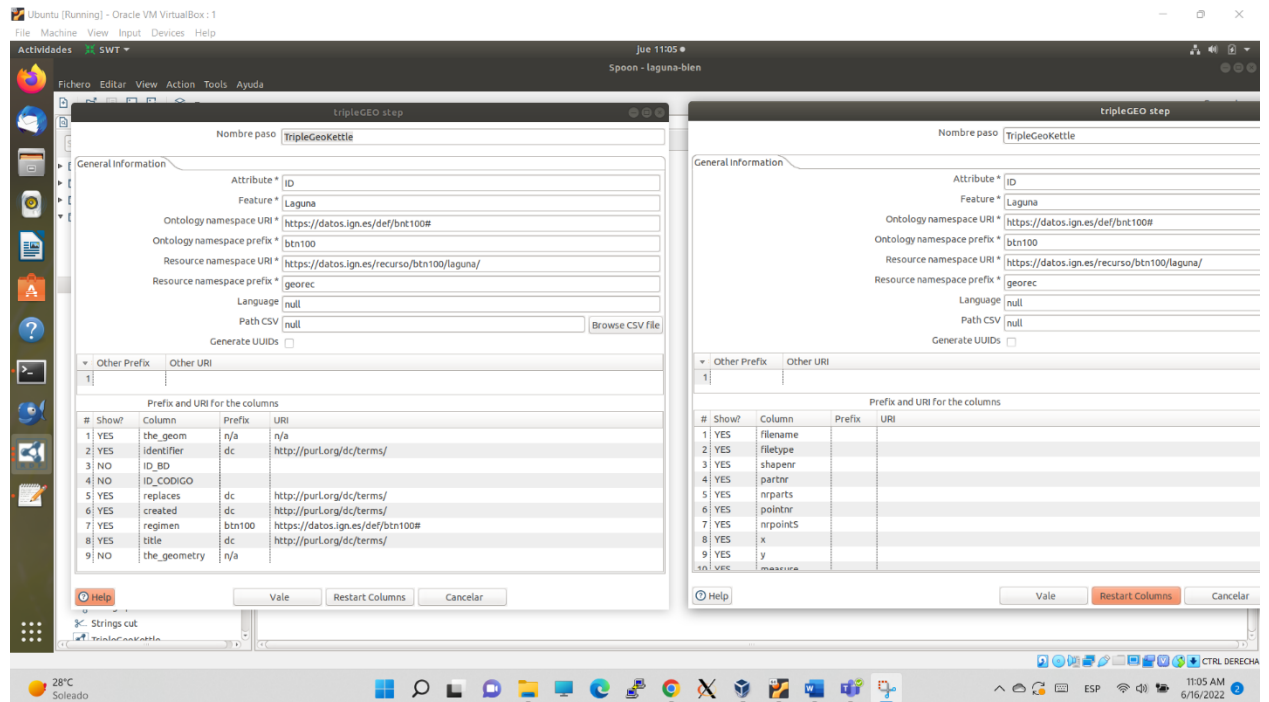 Ubuntu [Running] - Oracle VM VirtualBox : 1
File Machine View Input Devices Help
Actividades SWT jue 11:05
Spoon - laguna-bien
Fichero Editar View Action Tools Ayuda
tripleGEO step
Nombre paso TripleGeoKettle
General Information
Attribute * ID
Feature * Laguna
Ontology namespace URI * https://datos.ign.es/def/bnt100#
Ontology namespace prefix * btn100
Resource namespace URI * https://datos.ign.es/recurso/btn100/laguna/
Resource namespace prefix * georec
Language null
Path CSV null Browse CSV file
Generate UUIDs
Other Prefix Other URI
1
Prefix and URI for the columns
# Show? Column Prefix URI
1 YES the_geom n/a n/a
2 YES identifier dc http://purl.org/dc/terms/
3 NO ID_BD
4 NO ID_CODIGO
5 YES replaces dc http://purl.org/dc/terms/
6 YES created dc http://purl.org/dc/terms/
7 YES regimen btn100 https://datos.ign.es/def/btn100#
8 YES title dc http://purl.org/dc/terms/
9 NO the_geometry n/a
Help Vale Restart Columns Cancelar
tripleGEO step
Nombre paso TripleGeoKettle
General Information
Attribute * ID
Feature * Laguna
Ontology namespace URI * https://datos.ign.es/def/bnt100#
Ontology namespace prefix * btn100
Resource namespace URI * https://datos.ign.es/recurso/btn100/laguna/
Resource namespace prefix * georec
Language null
Path CSV null
Generate UUIDs
Other Prefix Other URI
1
Prefix and URI for the columns
# Show? Column Prefix URI
1 YES filename
2 YES filetype
3 YES shapenr
4 YES partnr
5 YES nrparts
6 YES pointnr
7 YES nrpointS
8 YES x
9 YES y
10 YES measure
Help Vale Restart Columns Cancelar
Strings cut
TripleGeoKettle
CTRL DERECHA
28°C
Soleado
ESP
11:05 AM
6/16/2022
2